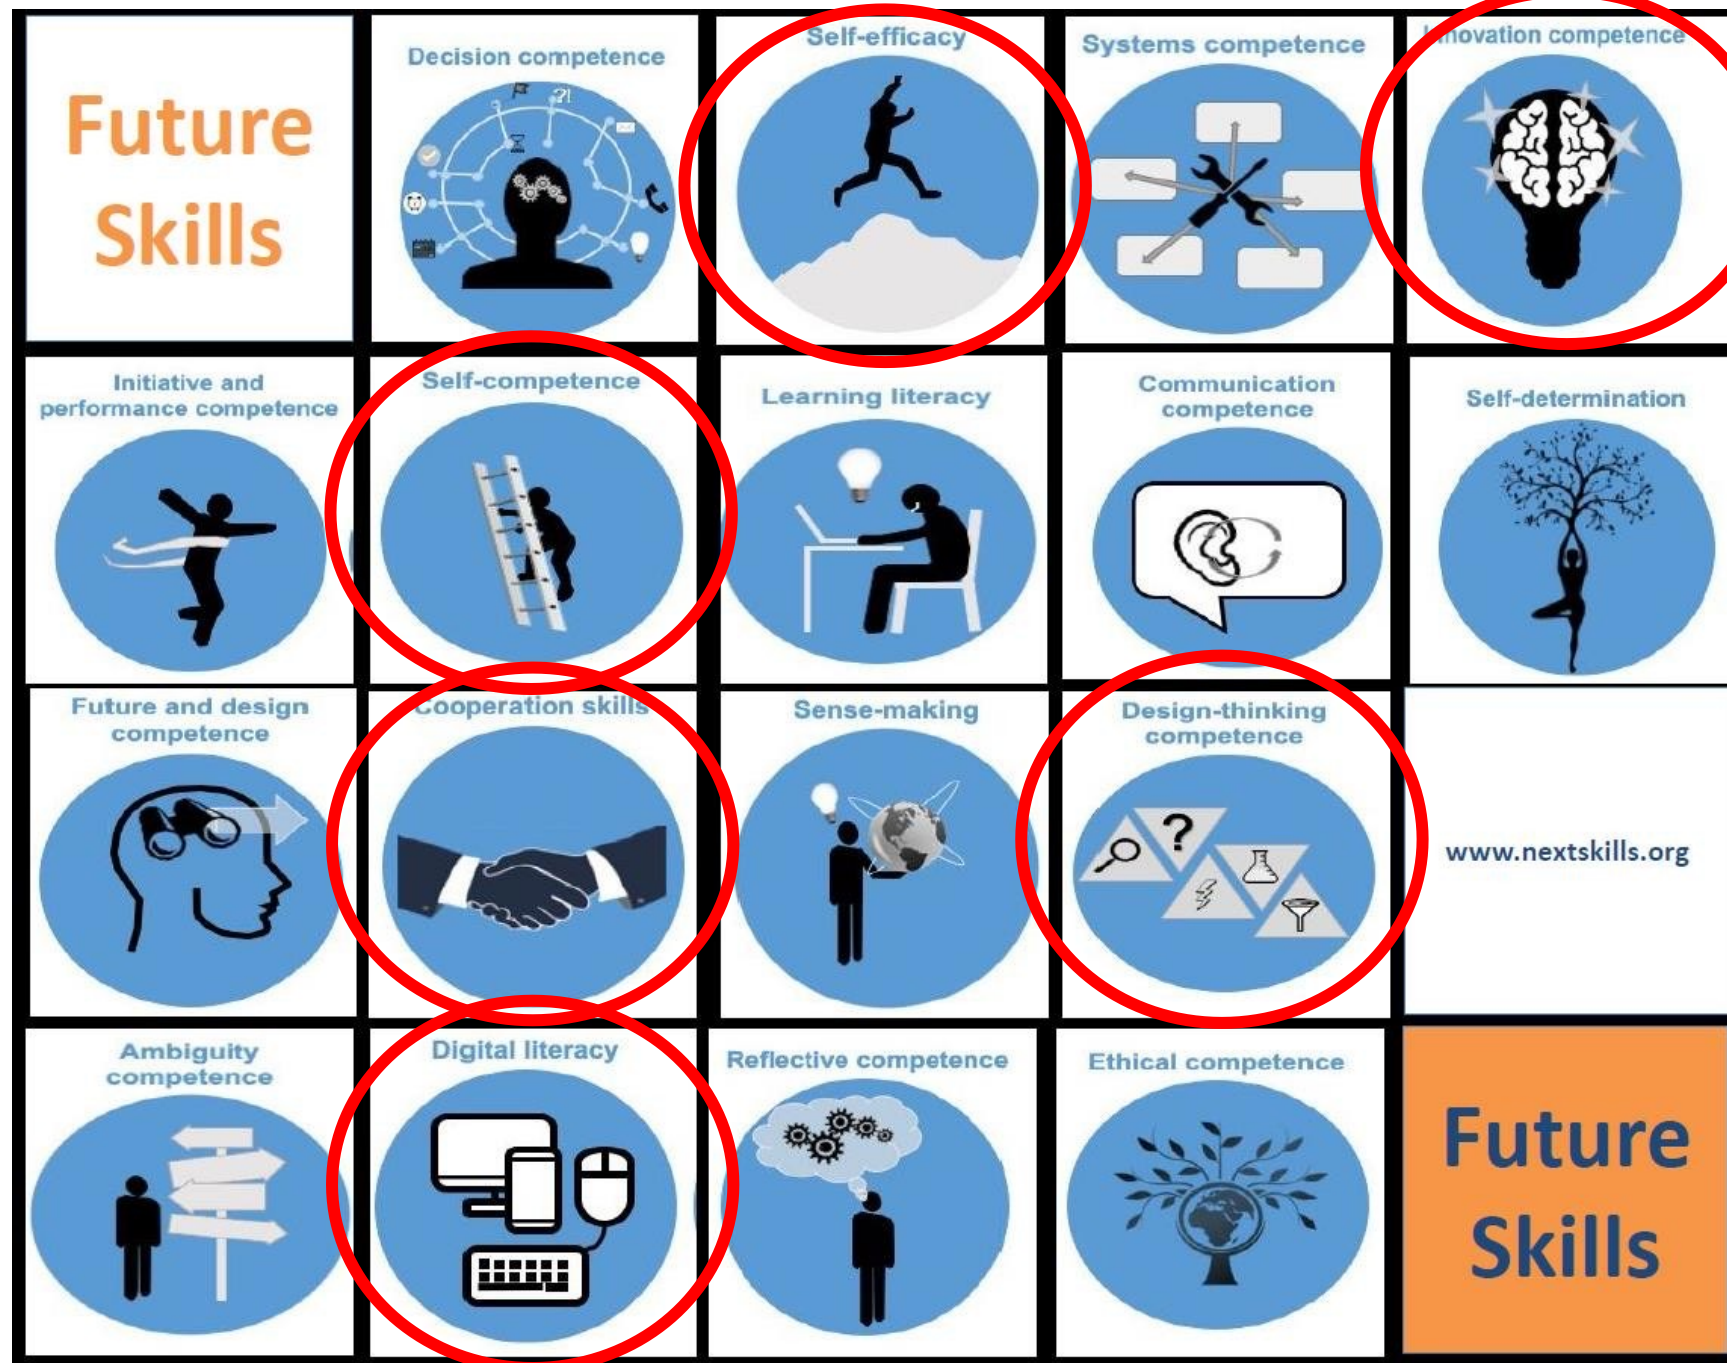 Future
Skills
Decision competence
?!
Self-efficacy
Systems competence
Innovation competence
Initiative and
performance competence
Self-competence
Learning literacy
Communication
competence
Self-determination
Future and design
competence
Cooperation skills
Sense-making
Design-thinking
competence
?
www.nextskills.org
Ambiguity
competence
Digital literacy
Reflective competence
Ethical competence
Future
Skills